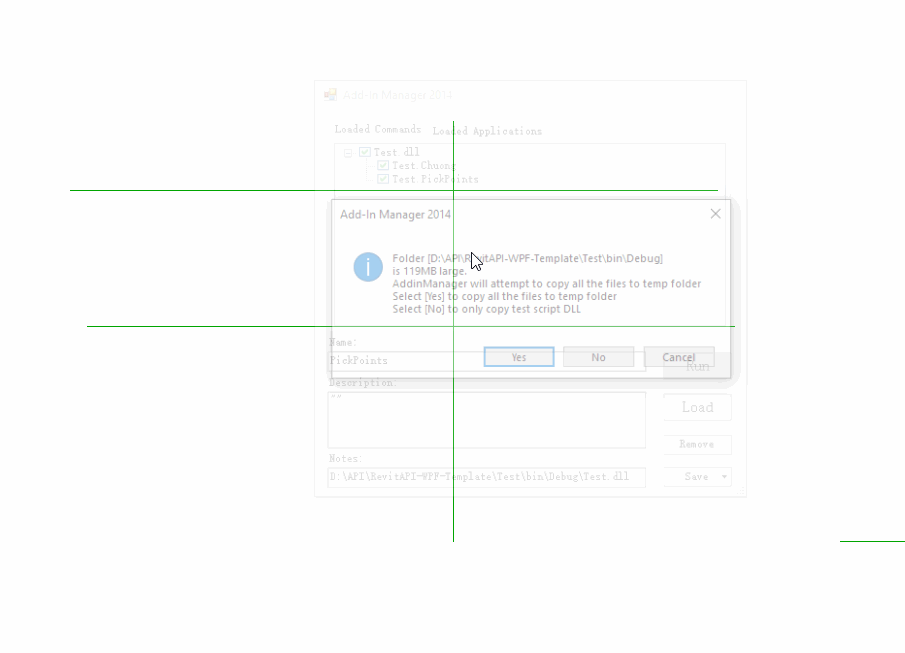 Add-In Manager 2014
Loaded Commands Loaded Applications
Test.dll
Test.Chuong
Test.PickPoints
Add-In Manager 2014
Folder [D:\API\RevitAPI-WPF-Template\Test\bin\Debug]
is 119MB large.
AddinManager will attempt to copy all the files to temp folder
Select [Yes] to copy all the files to temp folder
Select [No] to only copy test script DLL
Yes No Cancel
Name:
PickPoints
Run
Description:
""
Load
Remove
Notes:
D:\API\RevitAPI-WPF-Template\Test\bin\Debug\Test.dll
Save